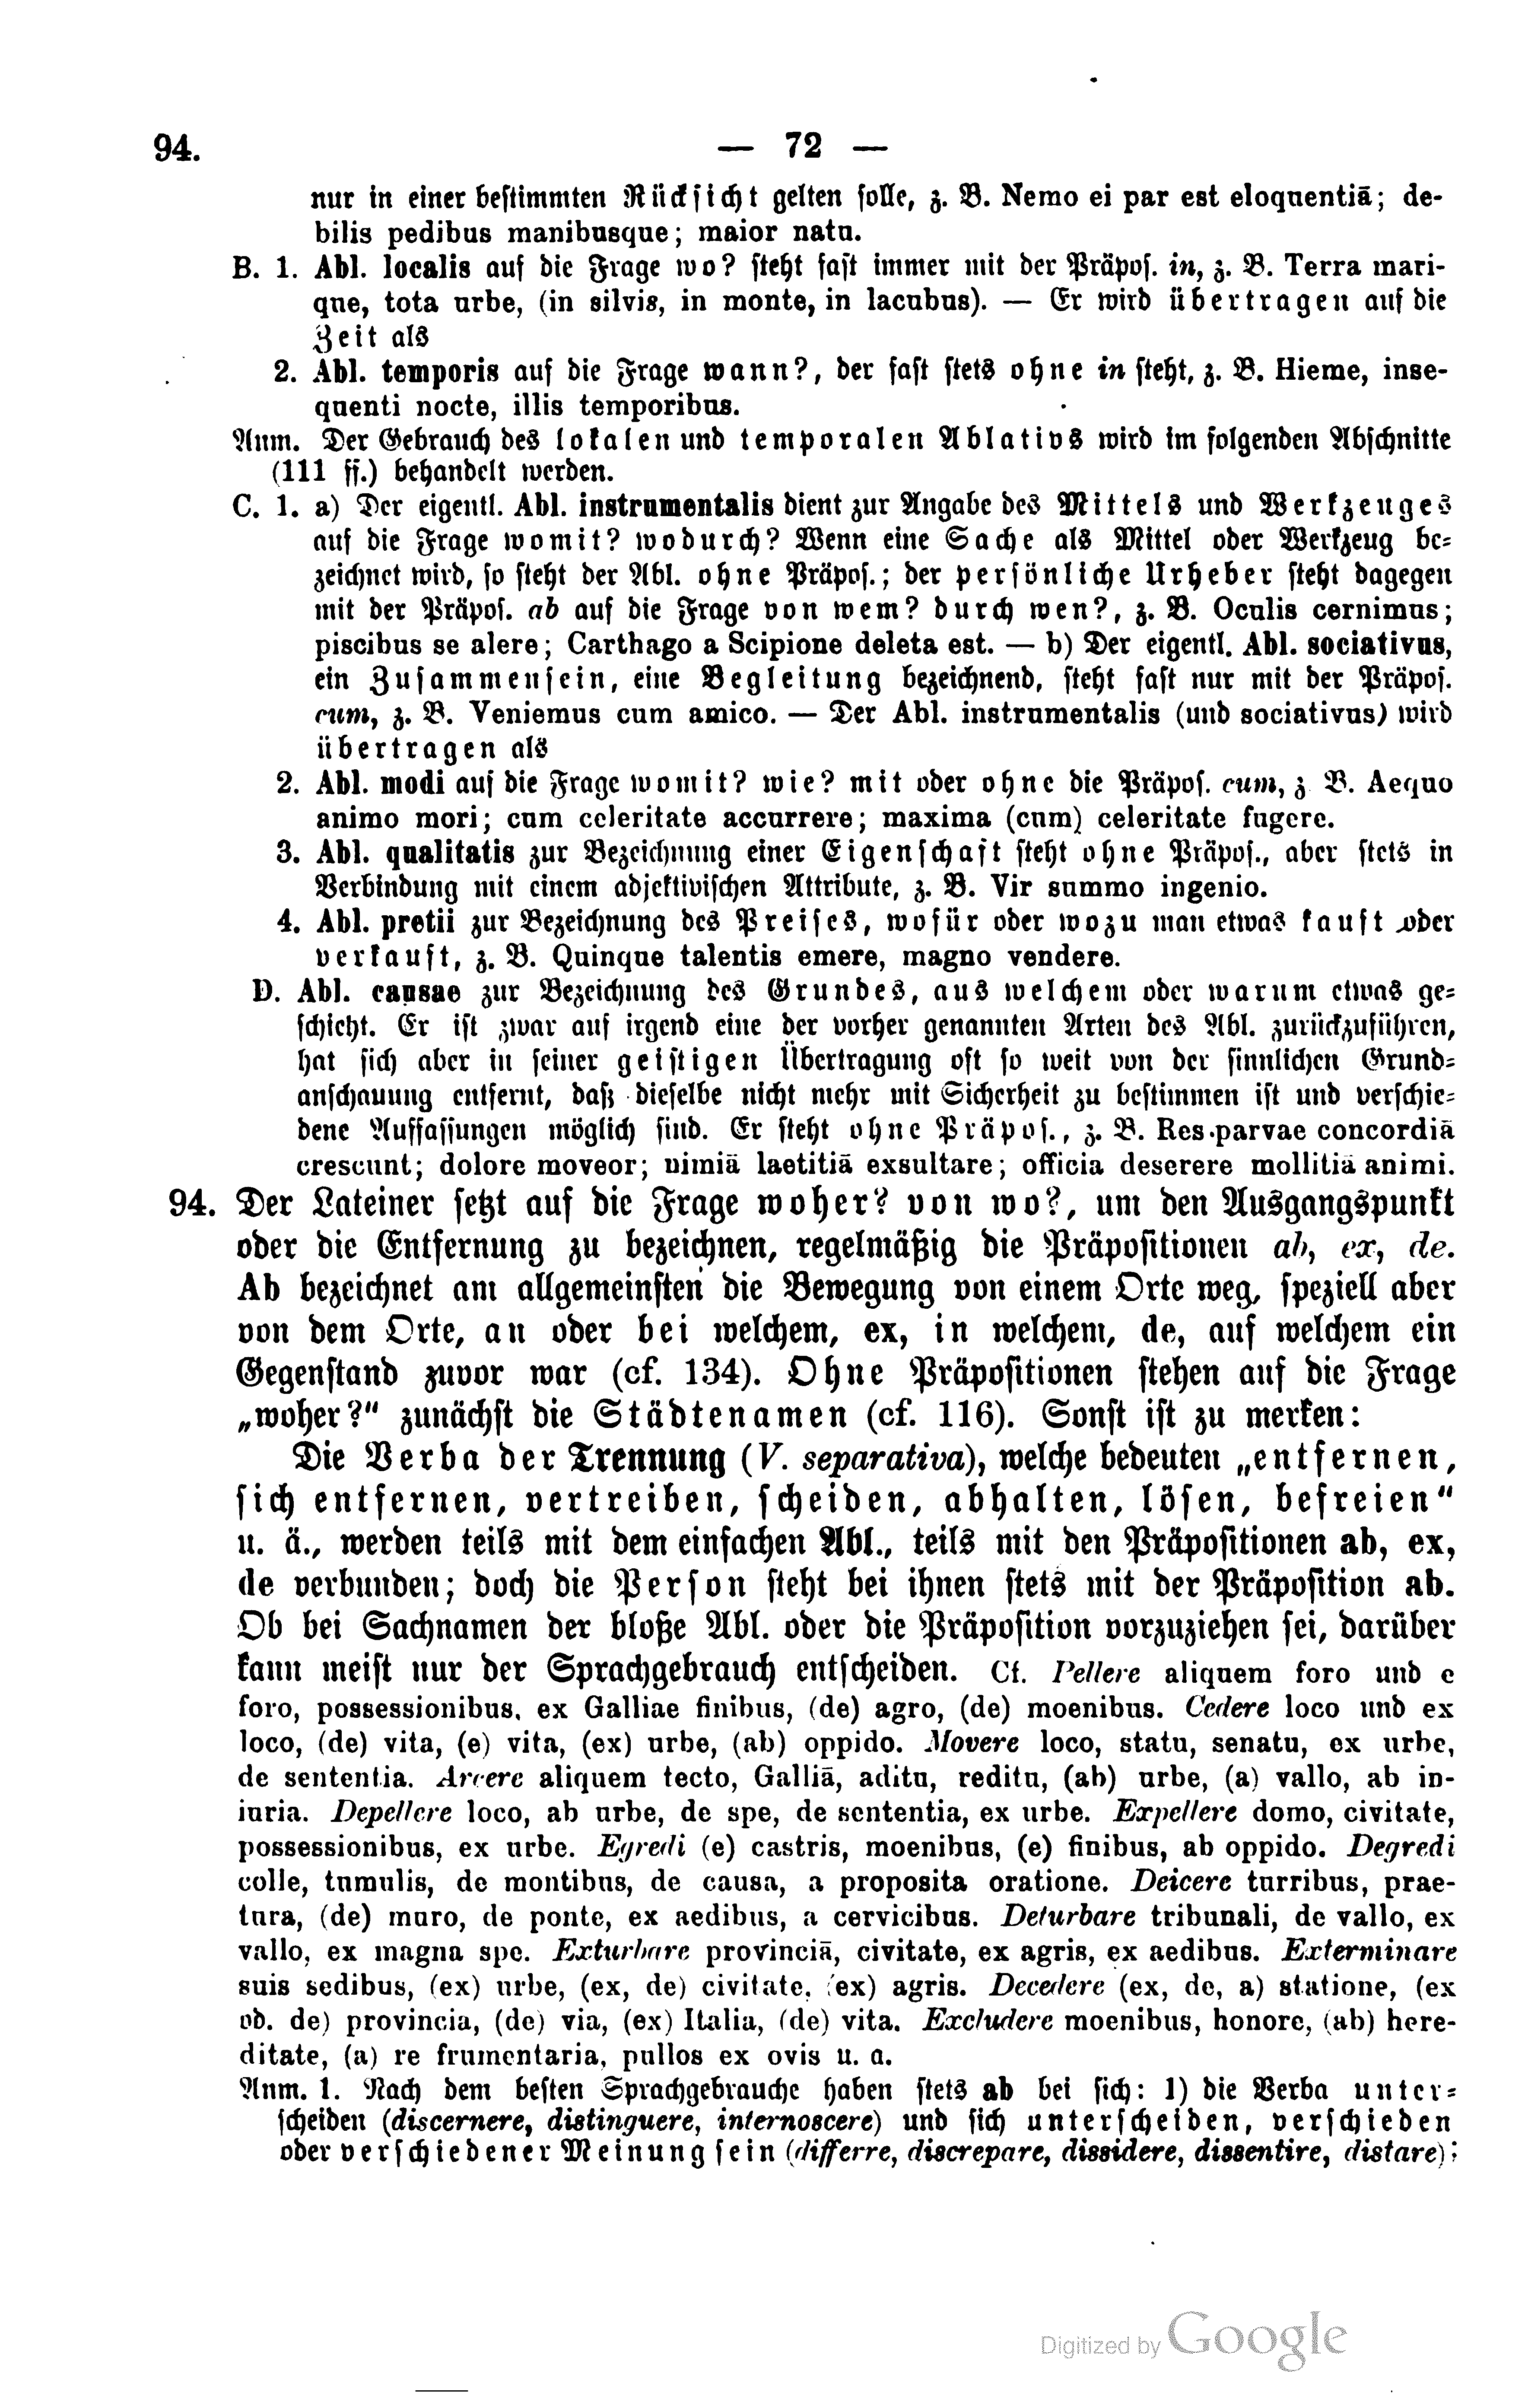 94. — 72 —
nur in einer bestimmten Rücksicht gelten solle, z. B. Nemo ei par est eloquentiā; de-
bilis pedibus manibusque; maior natu.
B. 1. Abl. localis auf die Frage wo? steht fast immer mit der Präpos. in, z. B. Terra mari-
que, tota urbe, (in silvis, in monte, in lacubus). — Er wird übertragen auf die
Zeit als
2. Abl. temporis auf die Frage wann?, der fast stets ohne in steht, z. B. Hieme, inse-
quenti nocte, illis temporibus.
Anm. Der Gebrauch des lokalen und temporalen Ablativs wird im folgenden Abschnitte
(111 ff.) behandelt werden.
C. 1. a) Der eigentl. Abl. instrumentalis dient zur Angabe des Mittels und Werkzeuges
auf die Frage womit? wodurch? Wenn eine Sache als Mittel oder Werkzeug be-
zeichnet wird, so steht der Abl. ohne Präpos.; der persönliche Urheber steht dagegen
mit der Präpos. ab auf die Frage von wem? durch wen?, z. B. Oculis cernimus;
piscibus se alere; Carthago a Scipione deleta est. — b) Der eigentl. Abl. sociativus,
ein Zusammensein, eine Begleitung bezeichnend, steht fast nur mit der Präpos.
cum, z. B. Veniemus cum amico. — Der Abl. instrumentalis (und sociativus) wird
übertragen als
2. Abl. modi auf die Frage womit? wie? mit oder ohne die Präpos. cum, z B. Aequo
animo mori; cum celeritate accurrere; maxima (cum) celeritate fugere.
3. Abl. qualitatis zur Bezeichnung einer Eigenschaft steht ohne Präpos., aber stets in
Verbindung mit einem adjektivischen Attribute, z. B. Vir summo ingenio.
4. Abl. pretii zur Bezeichnung des Preises, wofür oder wozu man etwas kauft oder
verkauft, z. B. Quinque talentis emere, magno vendere.
D. Abl. causae zur Bezeichnung des Grundes, aus welchem oder warum etwas ge-
schieht. Er ist zwar auf irgend eine der vorher genannten Arten des Abl. zurückzuführen,
hat sich aber in seiner geistigen Übertragung oft so weit von der sinnlichen Grund-
anschauung entfernt, daß dieselbe nicht mehr mit Sicherheit zu bestimmen ist und verschie-
dene Auffassungen möglich sind. Er steht ohne Präpos., z. B. Res parvae concordiā
crescunt; dolore moveor; nimiā laetitiā exsultare; officia deserere mollitiā animi.
94. Der Lateiner setzt auf die Frage woher? von wo?, um den Ausgangspunkt
oder die Entfernung zu bezeichnen, regelmäßig die Präpositionen ab, ex, de.
Ab bezeichnet am allgemeinsten die Bewegung von einem Orte weg, speziell aber
von dem Orte, an oder bei welchem, ex, in welchem, de, auf welchem ein
Gegenstand zuvor war (cf. 134). Ohne Präpositionen stehen auf die Frage
„woher?" zunächst die Städtenamen (cf. 116). Sonst ist zu merken:
Die Verba der Trennung (V. separativa), welche bedeuten „entfernen,
sich entfernen, vertreiben, scheiden, abhalten, lösen, befreien"
u. ä., werden teils mit dem einfachen Abl., teils mit den Präpositionen ab, ex,
de verbunden; doch die Person steht bei ihnen stets mit der Präposition ab.
Ob bei Sachnamen der bloße Abl. oder die Präposition vorzuziehen sei, darüber
kann meist nur der Sprachgebrauch entscheiden. Cf. Pellere aliquem foro und e
foro, possessionibus, ex Galliae finibus, (de) agro, (de) moenibus. Cedere loco und ex
loco, (de) vita, (e) vita, (ex) urbe, (ab) oppido. Movere loco, statu, senatu, ex urbe,
de sententia. Arcere aliquem tecto, Galliā, aditu, reditu, (ab) urbe, (a) vallo, ab in-
iuria. Depellere loco, ab urbe, de spe, de sententia, ex urbe. Expellere domo, civitate,
possessionibus, ex urbe. Egredi (e) castris, moenibus, (e) finibus, ab oppido. Degredi
colle, tumulis, de montibus, de causa, a proposita oratione. Deicere turribus, prae-
tura, (de) muro, de ponte, ex aedibus, a cervicibus. Deturbare tribunali, de vallo, ex
vallo, ex magna spe. Exturbare provinciā, civitate, ex agris, ex aedibus. Exterminare
suis sedibus, (ex) urbe, (ex, de) civitate, (ex) agris. Decedere (ex, de, a) statione, (ex
od. de) provincia, (de) via, (ex) Italia, (de) vita. Excludere moenibus, honore, (ab) here-
ditate, (a) re frumentaria, pullos ex ovis u. a.
Anm. 1. Nach dem besten Sprachgebrauche haben stets ab bei sich: 1) die Verba unter-
scheiden (discernere, distinguere, internoscere) und sich unterscheiden, verschieden
oder verschiedener Meinung sein (differre, discrepare, dissidere, dissentire, distare);
Digitized by Google